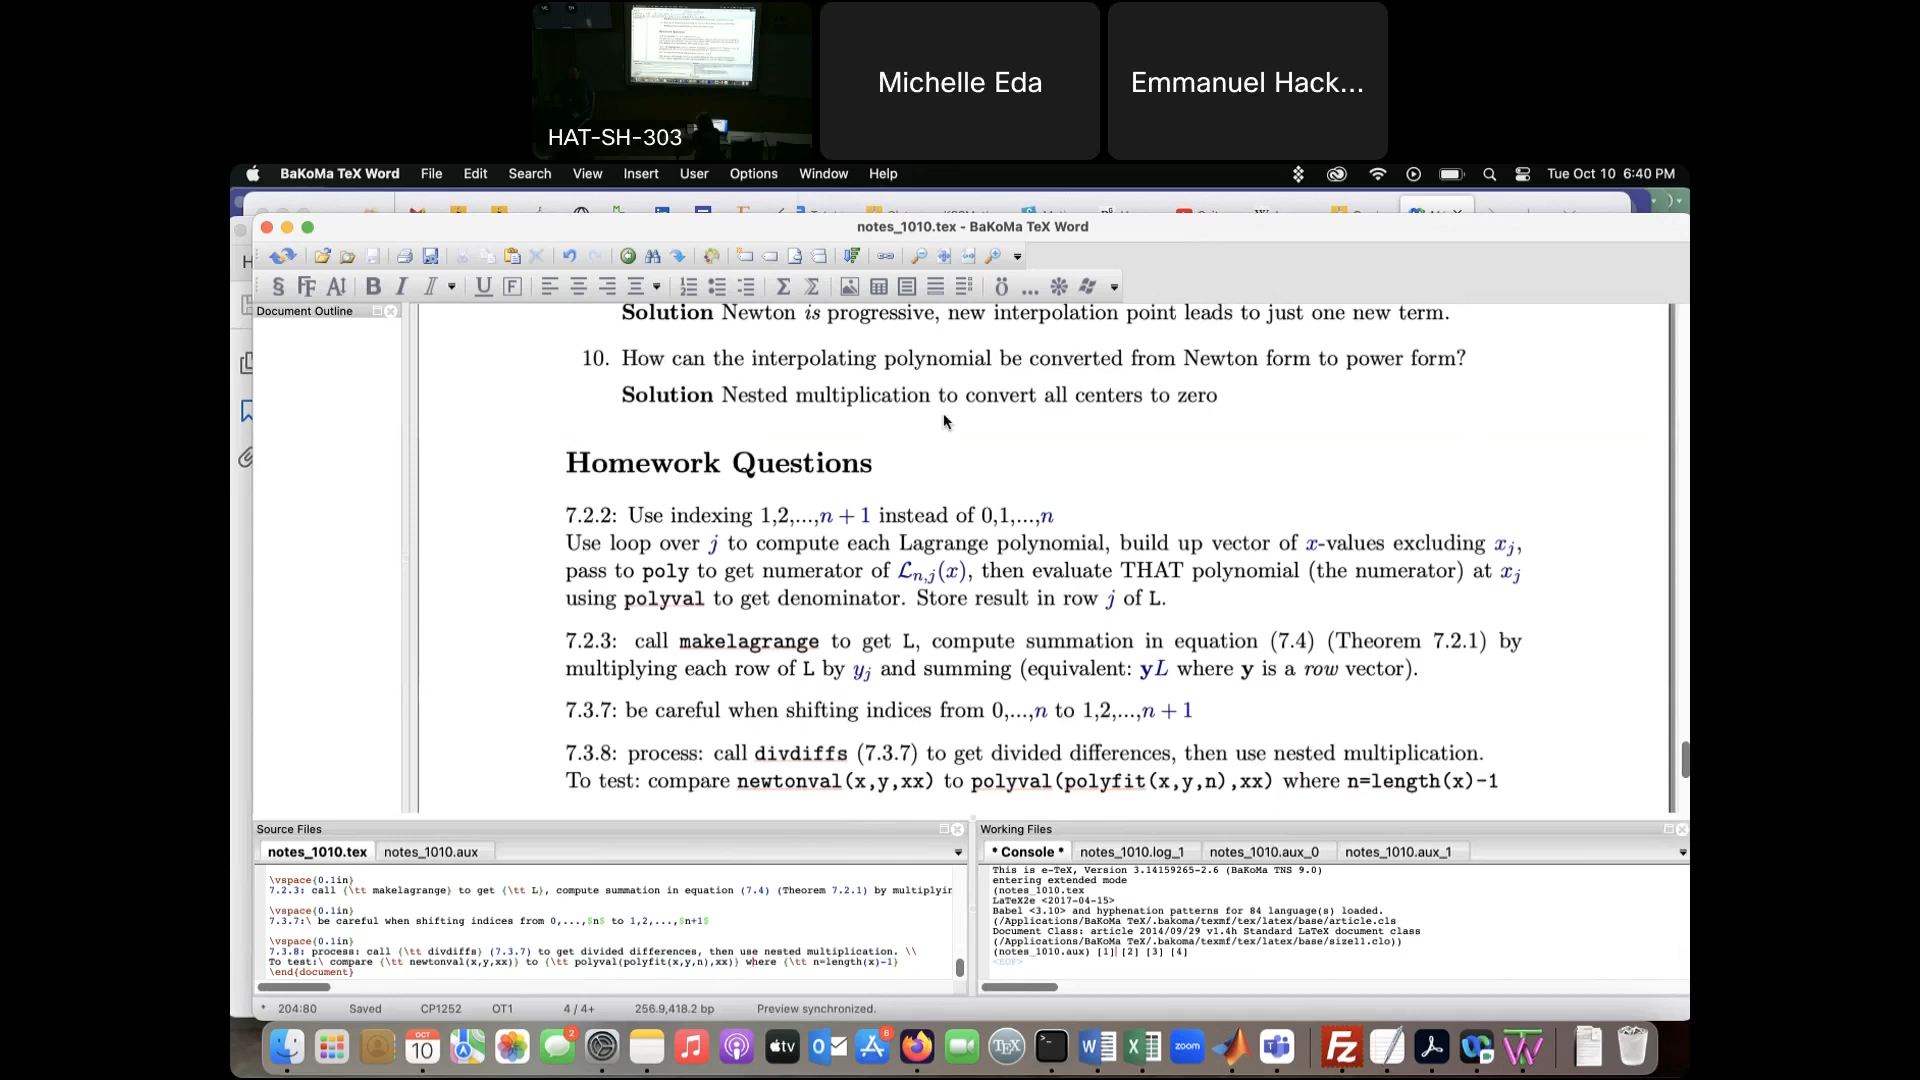 HAT-SH-303
Michelle Eda
Emmanuel Hack...
BaKoMa TeX Word File Edit Search View Insert User Options Window Help
Tue Oct 10 6:40 PM
notes_1010.tex - BaKoMa TeX Word
Document Outline
Solution Newton is progressive, new interpolation point leads to just one new term.
10. How can the interpolating polynomial be converted from Newton form to power form?
Solution Nested multiplication to convert all centers to zero
Homework Questions
7.2.2: Use indexing 1,2,...,n + 1 instead of 0,1,...,n
Use loop over j to compute each Lagrange polynomial, build up vector of x-values excluding xj,
pass to poly to get numerator of ℒn,j(x), then evaluate THAT polynomial (the numerator) at xj
using polyval to get denominator. Store result in row j of L.
7.2.3: call makelagrange to get L, compute summation in equation (7.4) (Theorem 7.2.1) by
multiplying each row of L by yj and summing (equivalent: yL where y is a row vector).
7.3.7: be careful when shifting indices from 0,...,n to 1,2,...,n + 1
7.3.8: process: call divdiffs (7.3.7) to get divided differences, then use nested multiplication.
To test: compare newtonval(x,y,xx) to polyval(polyfit(x,y,n),xx) where n=length(x)-1
Source Files
notes_1010.tex notes_1010.aux
\vspace{0.1in}
7.2.3: call {\tt makelagrange} to get {\tt L}, compute summation in equation (7.4) (Theorem 7.2.1) by multiplyin
\vspace{0.1in}
7.3.7:\ be careful when shifting indices from 0,...,$n$ to 1,2,...,$n+1$
\vspace{0.1in}
7.3.8: process: call {\tt divdiffs} (7.3.7) to get divided differences, then use nested multiplication. \\
To test:\ compare {\tt newtonval(x,y,xx)} to {\tt polyval(polyfit(x,y,n),xx)} where {\tt n=length(x)-1}
\end{document}
Working Files
* Console * notes_1010.log_1 notes_1010.aux_0 notes_1010.aux_1
This is e-TeX, Version 3.14159265-2.6 (BaKoMa TNS 9.0)
entering extended mode
(notes_1010.tex
LaTeX2e <2017-04-15>
Babel <3.10> and hyphenation patterns for 84 language(s) loaded.
(/Applications/BaKoMa TeX/.bakoma/texmf/tex/latex/base/article.cls
Document Class: article 2014/09/29 v1.4h Standard LaTeX document class
(/Applications/BaKoMa TeX/.bakoma/texmf/tex/latex/base/size11.clo))
(notes_1010.aux) [1] [2] [3] [4]
<EOF>
* 204:80 Saved CP1252 OT1 4 / 4+ 256.9,418.2 bp Preview synchronized.
OCT
10
2
tv
6
TEX
zoom